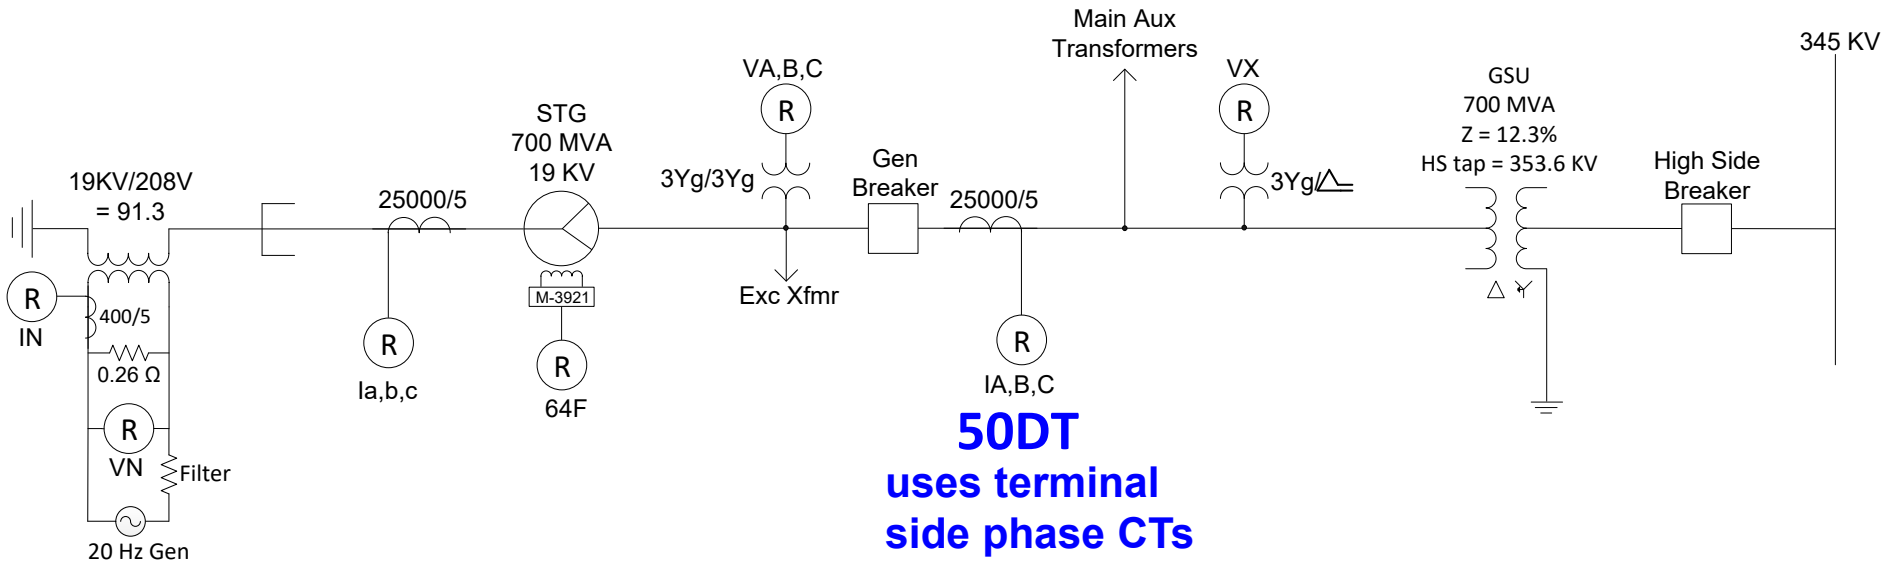 19KV/208V
= 91.3
R
IN
400/5
0.26 Ω
R
VN
Filter
20 Hz Gen
25000/5
R
Ia,b,c
STG
700 MVA
19 KV
M-3921
R
64F
VA,B,C
R
3Yg/3Yg
Exc Xfmr
Gen
Breaker
25000/5
R
IA,B,C
50DT
uses terminal
side phase CTs
Main Aux
Transformers
VX
R
3Yg/
GSU
700 MVA
Z = 12.3%
HS tap = 353.6 KV
High Side
Breaker
345 KV